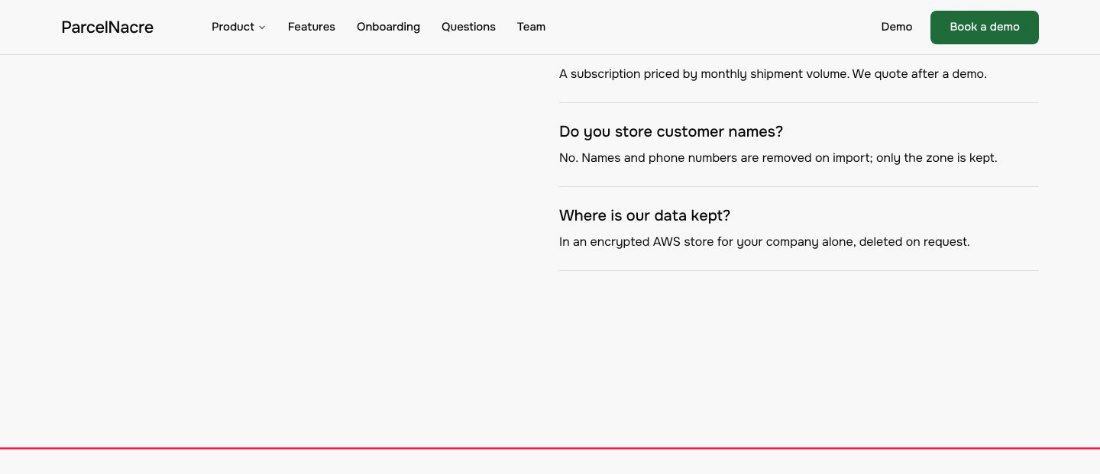 ParcelNacre
Product
Features
Onboarding
Questions
Team
Demo
Book a demo
A subscription priced by monthly shipment volume. We quote after a demo.
Do you store customer names?
No. Names and phone numbers are removed on import; only the zone is kept.
Where is our data kept?
In an encrypted AWS store for your company alone, deleted on request.